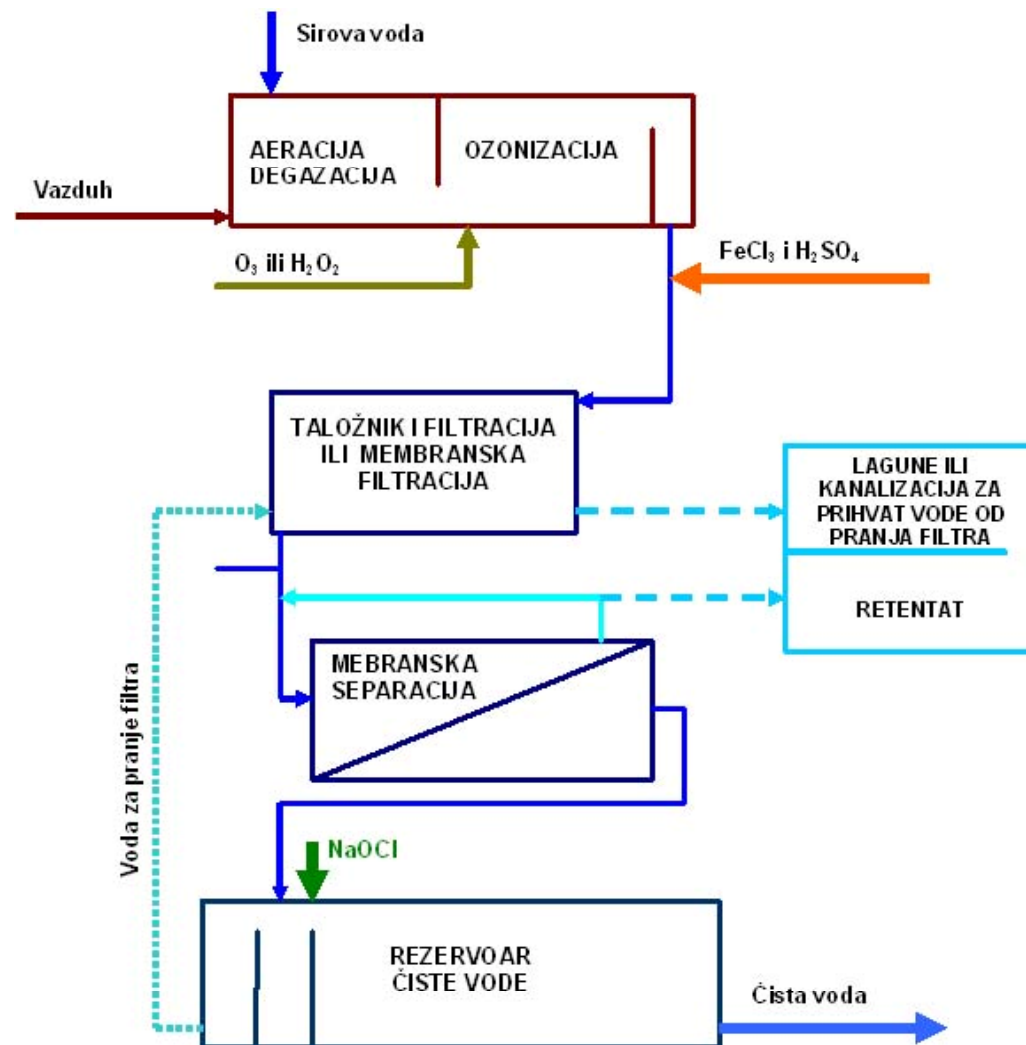 Sirova voda
AERACIJA
DEGAZACIJA
OZONIZACIJA
Vazduh
O₃ ili H₂O₂
FeCl₃ i H₂SO₄
TALOŽNIK I FILTRACIJA
ILI MEMBRANSKA
FILTRACIJA
LAGUNE ILI
KANALIZACIJA ZA
PRIHVAT VODE OD
PRANJA FILTRA
RETENTAT
MEBRANSKA
SEPARACIJA
Voda za pranje filtra
NaOCl
REZERVOAR
ČISTE VODE
Čista voda